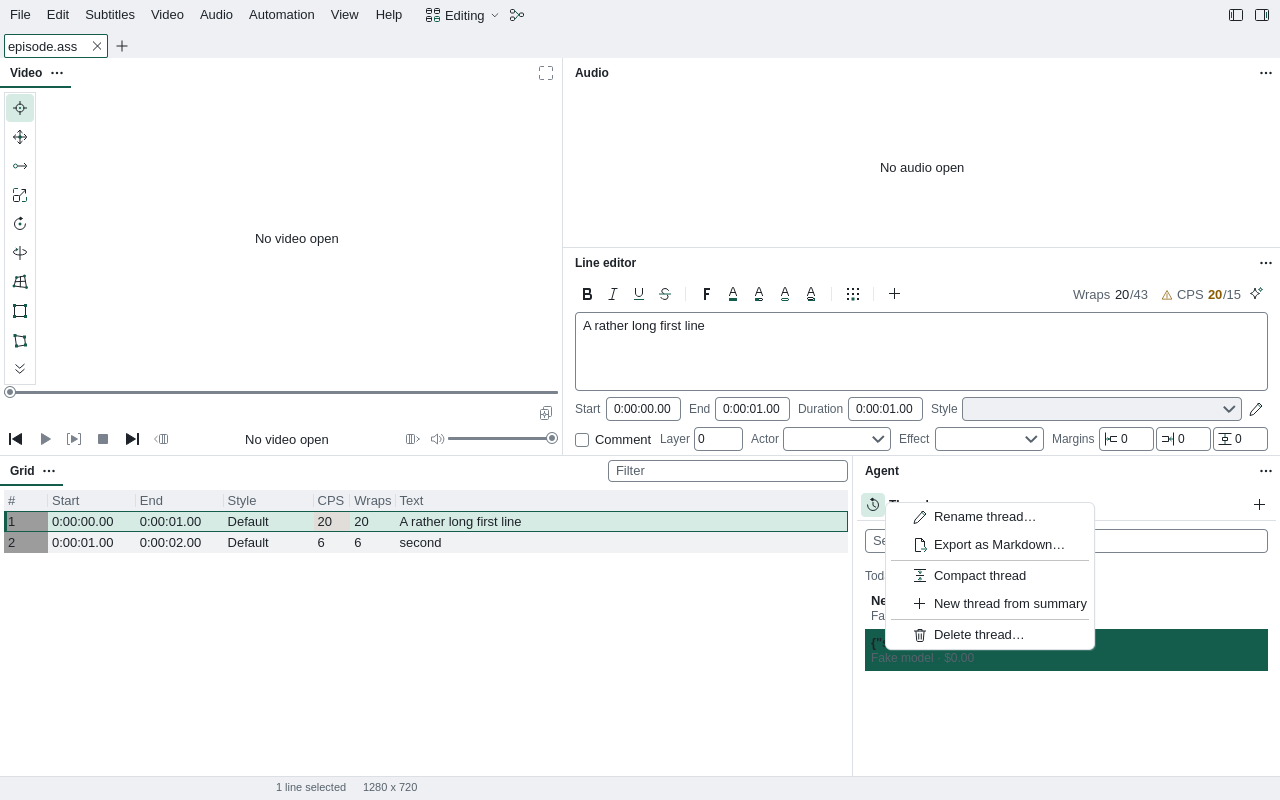 File Edit Subtitles Video Audio Automation View Help Editing
episode.ass
Video
No video open
No video open
Audio
No audio open
Line editor
Wraps 20/43 CPS 20/15
A rather long first line
Start 0:00:00.00 End 0:00:01.00 Duration 0:00:01.00 Style
Comment Layer 0 Actor Effect Margins 0 0 0
Grid
Filter
# Start End Style CPS Wraps Text
1 0:00:00.00 0:00:01.00 Default 20 20 A rather long first line
2 0:00:01.00 0:00:02.00 Default 6 6 second
Agent
Rename thread…
Export as Markdown…
Compact thread
New thread from summary
Delete thread…
Fake model · $0.00
1 line selected 1280 x 720